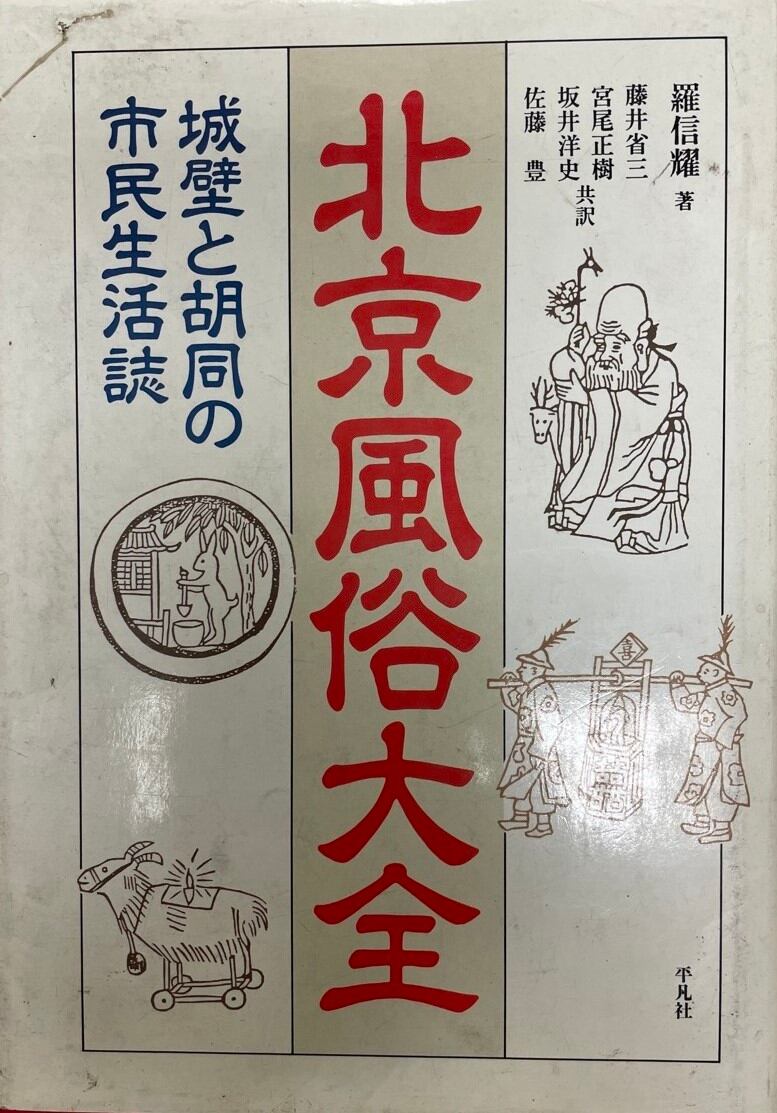 羅信耀 著
藤井省三
宮尾正樹
坂井洋史
佐藤 豊
共訳
北京風俗大全
城壁と胡同の
市民生活誌
喜
平凡社